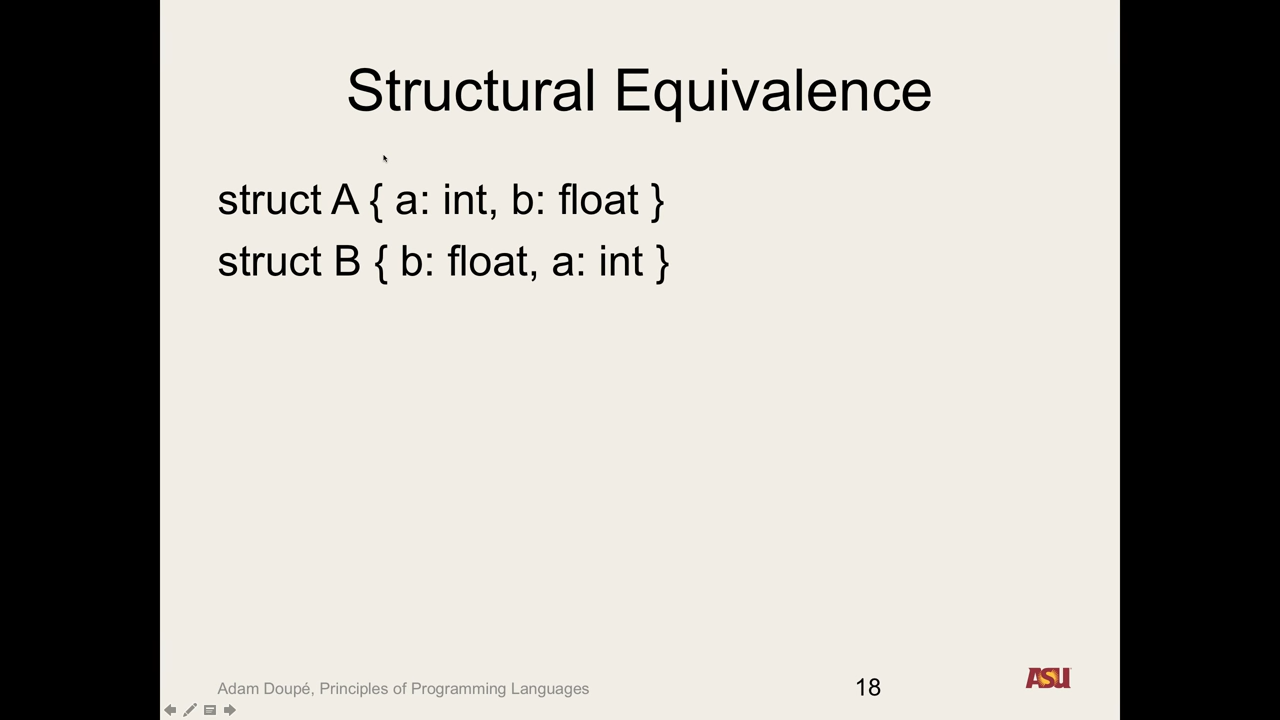 Structural Equivalence
struct A { a: int, b: float }
struct B { b: float, a: int }
Adam Doupé, Principles of Programming Languages
18
ASU